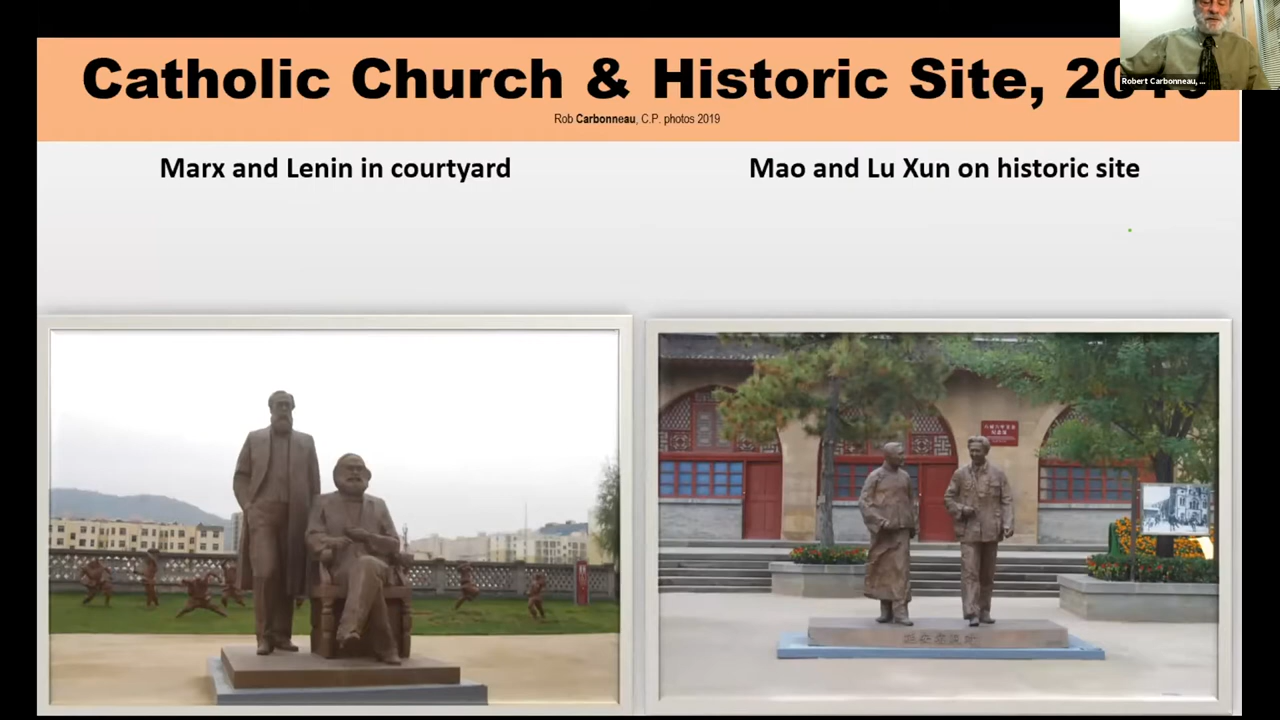 Catholic Church & Historic Site, 20
Robert Carbonneau, ...
Rob Carbonneau, C.P. photos 2019
Marx and Lenin in courtyard
Mao and Lu Xun on historic site